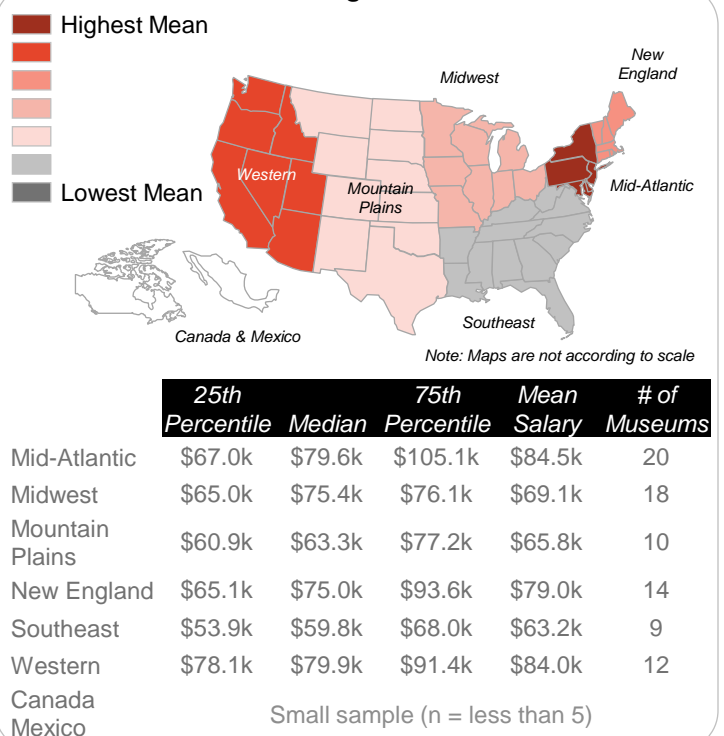 Highest Mean
New
England
Midwest
Western
Mountain
Plains
Mid-Atlantic
Lowest Mean
Southeast
Canada & Mexico
Note: Maps are not according to scale
25th 75th Mean # of
Percentile Median Percentile Salary Museums
Mid-Atlantic $67.0k $79.6k $105.1k $84.5k 20
Midwest $65.0k $75.4k $76.1k $69.1k 18
Mountain
Plains $60.9k $63.3k $77.2k $65.8k 10
New England $65.1k $75.0k $93.6k $79.0k 14
Southeast $53.9k $59.8k $68.0k $63.2k 9
Western $78.1k $79.9k $91.4k $84.0k 12
Canada
Mexico Small sample (n = less than 5)